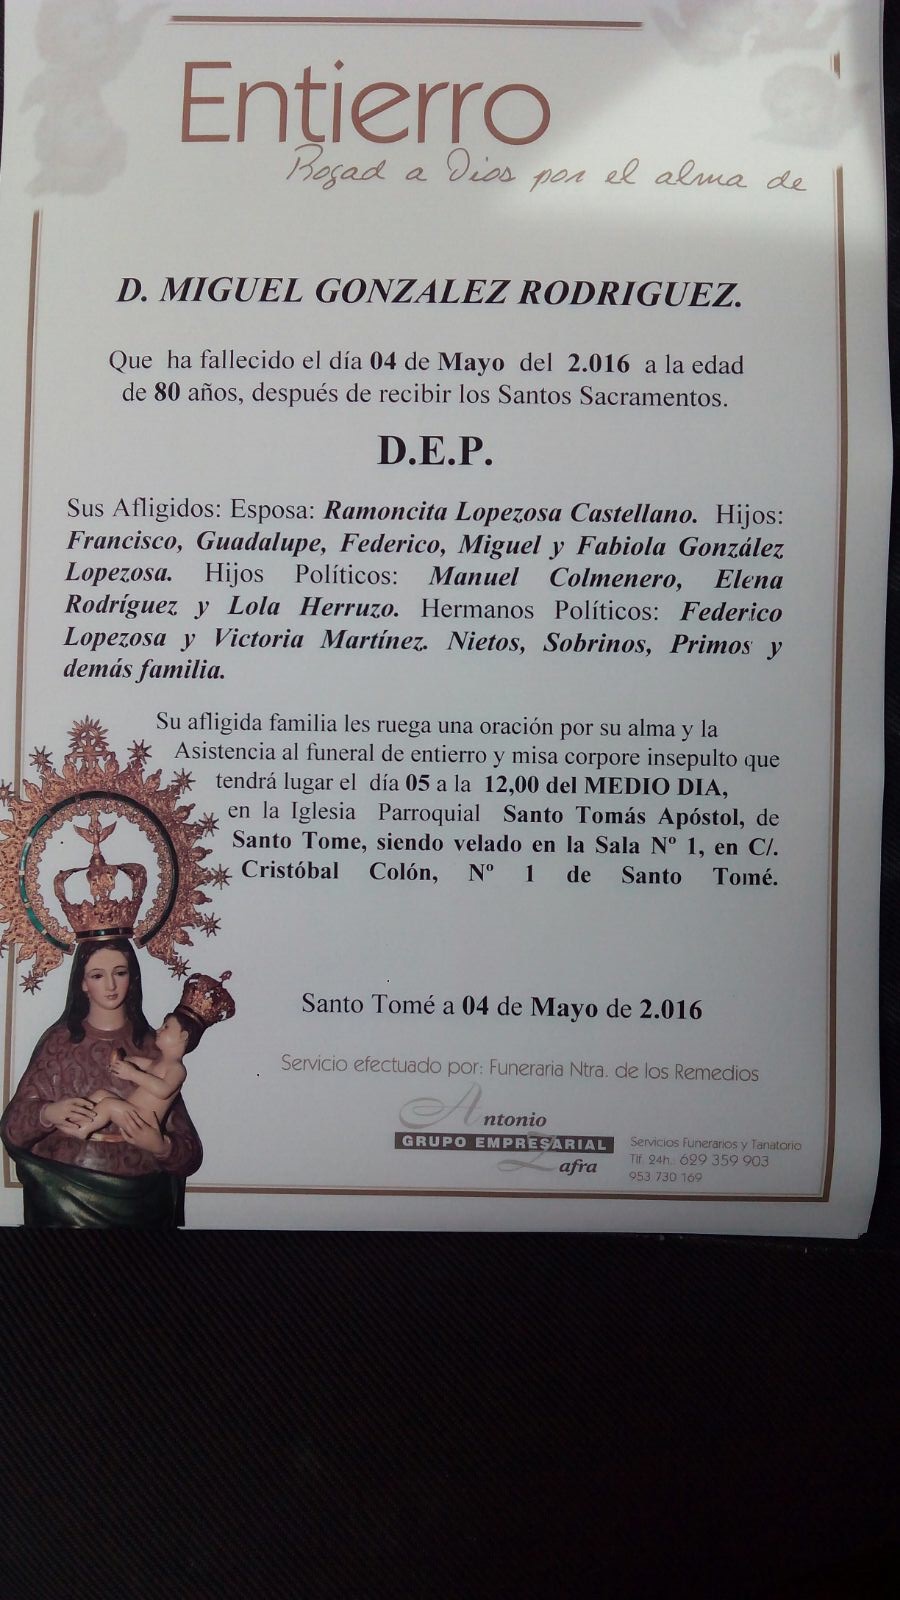 Entierro
Rogad a Dios por el alma de
D. MIGUEL GONZALEZ RODRIGUEZ.
Que ha fallecido el día 04 de Mayo del 2.016 a la edad
de 80 años, después de recibir los Santos Sacramentos.
D.E.P.
Sus Afligidos: Esposa: Ramoncita Lopezosa Castellano. Hijos:
Francisco, Guadalupe, Federico, Miguel y Fabiola González
Lopezosa. Hijos Políticos: Manuel Colmenero, Elena
Rodríguez y Lola Herruzo. Hermanos Políticos: Federico
Lopezosa y Victoria Martínez. Nietos, Sobrinos, Primos y
demás familia.
Su afligida familia les ruega una oración por su alma y la
Asistencia al funeral de entierro y misa corpore insepulto que
tendrá lugar el día 05 a la 12,00 del MEDIO DIA,
en la Iglesia Parroquial Santo Tomás Apóstol, de
Santo Tome, siendo velado en la Sala Nº 1, en C/.
Cristóbal Colón, Nº 1 de Santo Tomé.
Santo Tomé a 04 de Mayo de 2.016
Servicio efectuado por: Funeraria Ntra. de los Remedios
Antonio
GRUPO EMPRESARIAL
Zafra
Servicios Funerarios y Tanatorio
Tlf. 24h.: 629 359 903
953 730 169